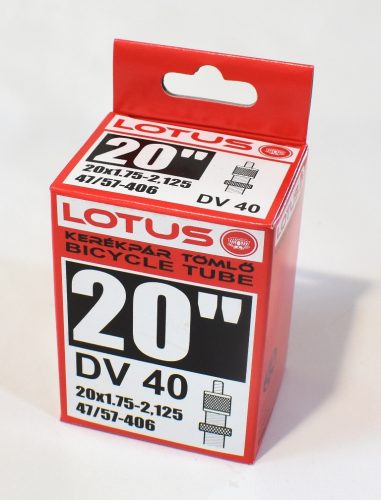 LOTUS
20"
20x1.75-2,125
47/57-406
DV 40
LOTUS
KERÉKPÁR TÖMLŐ
BICYCLE TUBE
20"
DV 40
20x1.75-2,125
47/57-406